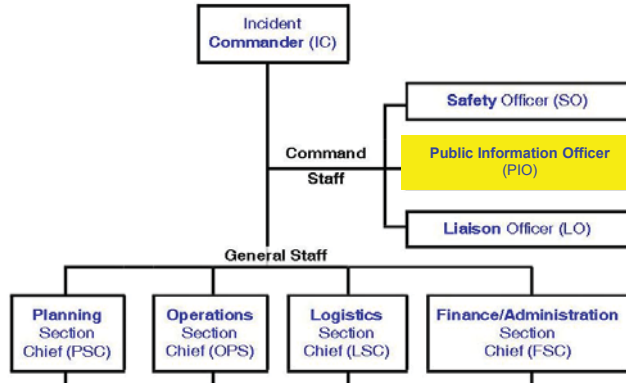 Incident
Commander (IC)
Safety Officer (SO)
Command
Staff
Public Information Officer
(PIO)
Liaison Officer (LO)
General Staff
Planning
Section
Chief (PSC)
Operations
Section
Chief (OPS)
Logistics
Section
Chief (LSC)
Finance/Administration
Section
Chief (FSC)